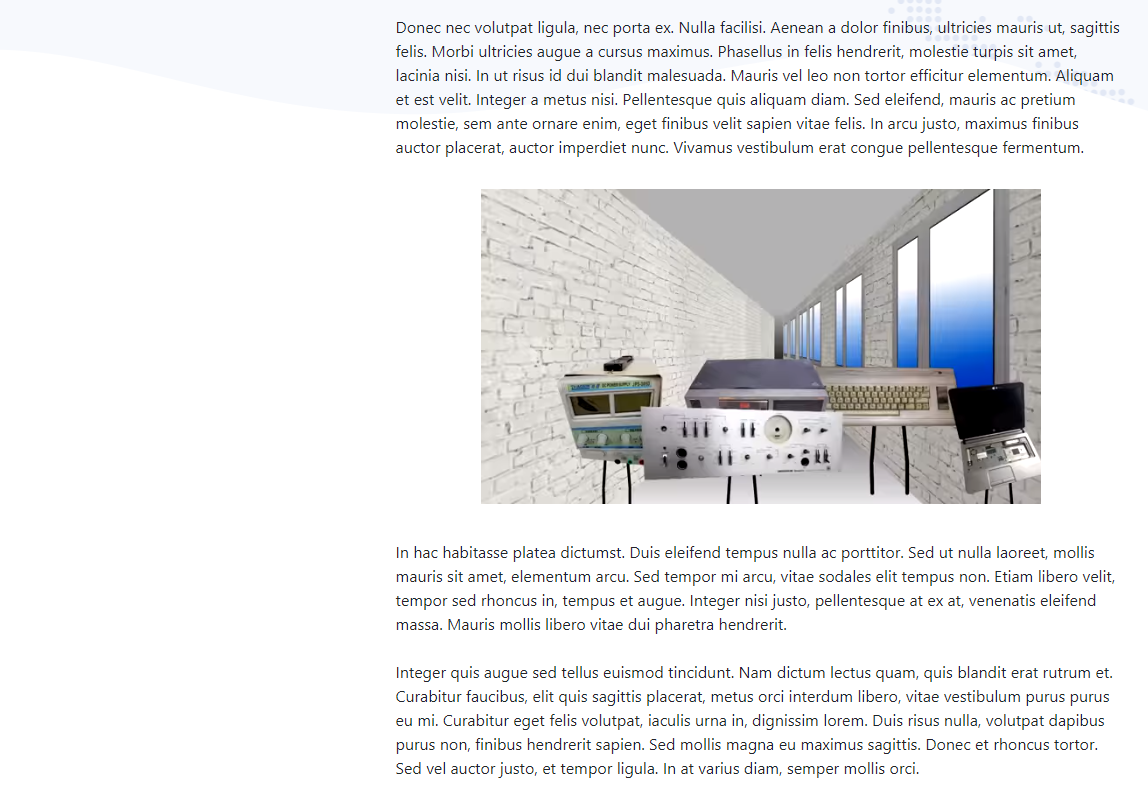 Donec nec volutpat ligula, nec porta ex. Nulla facilisi. Aenean a dolor finibus, ultricies mauris ut, sagittis
felis. Morbi ultricies augue a cursus maximus. Phasellus in felis hendrerit, molestie turpis sit amet,
lacinia nisi. In ut risus id dui blandit malesuada. Mauris vel leo non tortor efficitur elementum. Aliquam
et est velit. Integer a metus nisi. Pellentesque quis aliquam diam. Sed eleifend, mauris ac pretium
molestie, sem ante ornare enim, eget finibus velit sapien vitae felis. In arcu justo, maximus finibus
auctor placerat, auctor imperdiet nunc. Vivamus vestibulum erat congue pellentesque fermentum.
In hac habitasse platea dictumst. Duis eleifend tempus nulla ac porttitor. Sed ut nulla laoreet, mollis
mauris sit amet, elementum arcu. Sed tempor mi arcu, vitae sodales elit tempus non. Etiam libero velit,
tempor sed rhoncus in, tempus et augue. Integer nisi justo, pellentesque at ex at, venenatis eleifend
massa. Mauris mollis libero vitae dui pharetra hendrerit.
Integer quis augue sed tellus euismod tincidunt. Nam dictum lectus quam, quis blandit erat rutrum et.
Curabitur faucibus, elit quis sagittis placerat, metus orci interdum libero, vitae vestibulum purus purus
eu mi. Curabitur eget felis volutpat, iaculis urna in, dignissim lorem. Duis risus nulla, volutpat dapibus
purus non, finibus hendrerit sapien. Sed mollis magna eu maximus sagittis. Donec et rhoncus tortor.
Sed vel auctor justo, et tempor ligula. In at varius diam, semper mollis orci.